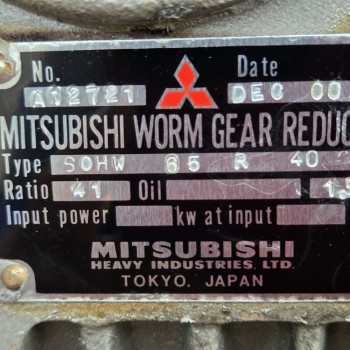 No. Date
A12721 DEC 00
MITSUBISHI WORM GEAR REDUC
Type SOHW 65 R 40
Ratio 41 Oil
Input power kw at input
MITSUBISHI
HEAVY INDUSTRIES, LTD.
TOKYO, JAPAN